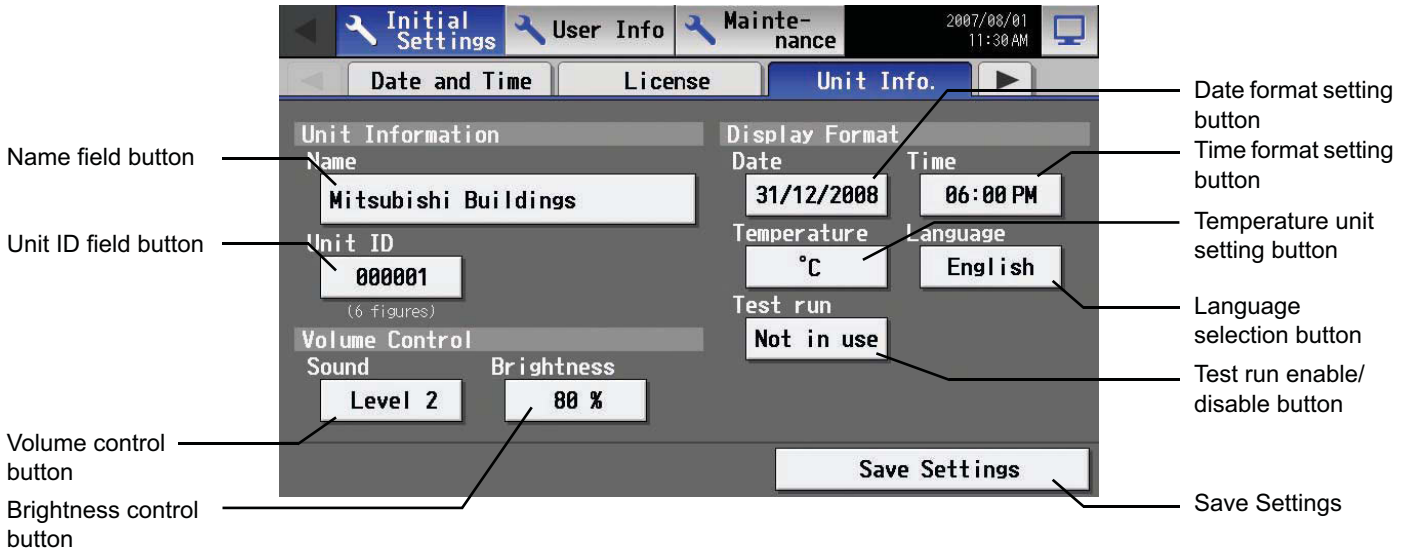 Initial
Settings
User Info
Mainte-
nance
2007/08/01
11:30 AM
Date and Time
License
Unit Info.
Unit Information
Name
Mitsubishi Buildings
Unit ID
000001
(6 figures)
Volume Control
Sound
Brightness
Level 2
80 %
Display Format
Date
Time
31/12/2008
06:00 PM
Temperature
Language
°C
English
Test run
Not in use
Save Settings
Name field button
Unit ID field button
Volume control
button
Brightness control
button
Date format setting
button
Time format setting
button
Temperature unit
setting button
Language
selection button
Test run enable/
disable button
Save Settings